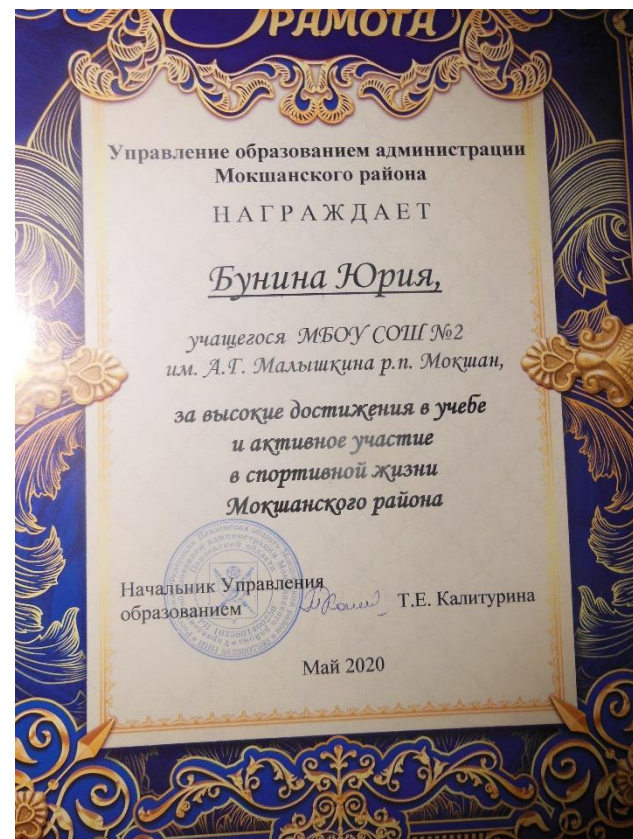 ГРАМОТА
Управление образованием администрации
Мокшанского района
НАГРАЖДАЕТ
Бунина Юрия,
учащегося МБОУ СОШ №2
им. А.Г. Малышкина р.п. Мокшан,
за высокие достижения в учебе
и активное участие
в спортивной жизни
Мокшанского района
Начальник Управления
образованием Т.Е. Калитурина
Май 2020